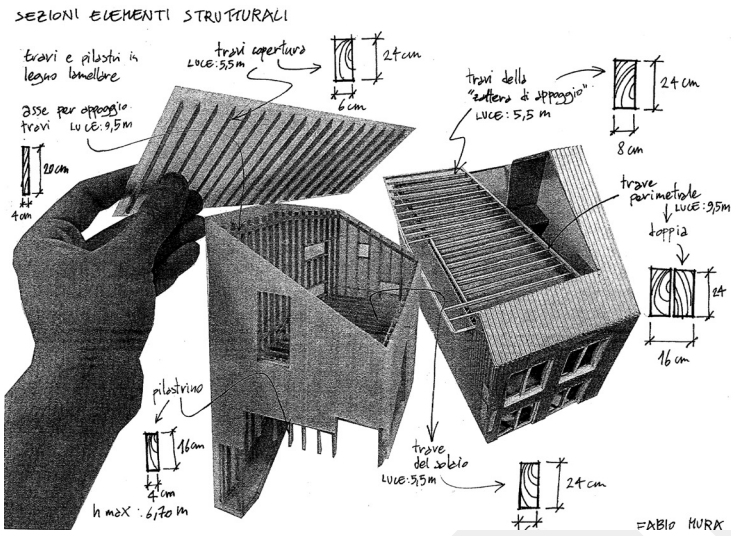 SEZIONI ELEMENTI STRUTTURALI
travi e pilastri in
legno lamellare
travi copertura
LUCE: 5,5 m
24 cm
6 cm
asse per appoggio
travi LUCE: 9,5 m
20 cm
4 cm
travi della
"zattera di appoggio"
LUCE: 5,5 m
24 cm
8 cm
trave
perimetrale
LUCE: 9,5 m
doppia
24
16 cm
pilastrino
16 cm
4 cm
h max : 6,70 m
trave
del solaio
LUCE: 5,5 m
24 cm
FABIO MURA